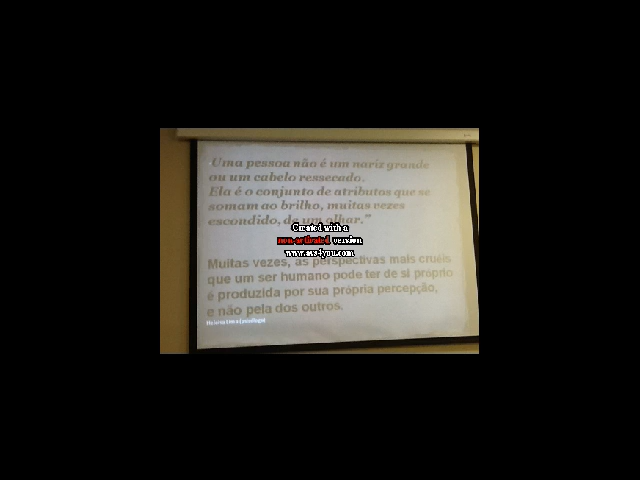 "Uma pessoa não é um nariz grande
ou um cabelo ressecado.
Ela é o conjunto de atributos que se
somam ao brilho, muitas vezes
escondido, de um olhar."
Created with a
non-activated version
www.avs4you.com
Muitas vezes, as perspectivas mais cruéis
que um ser humano pode ter de si próprio
é produzida por sua própria percepção,
e não pela dos outros.